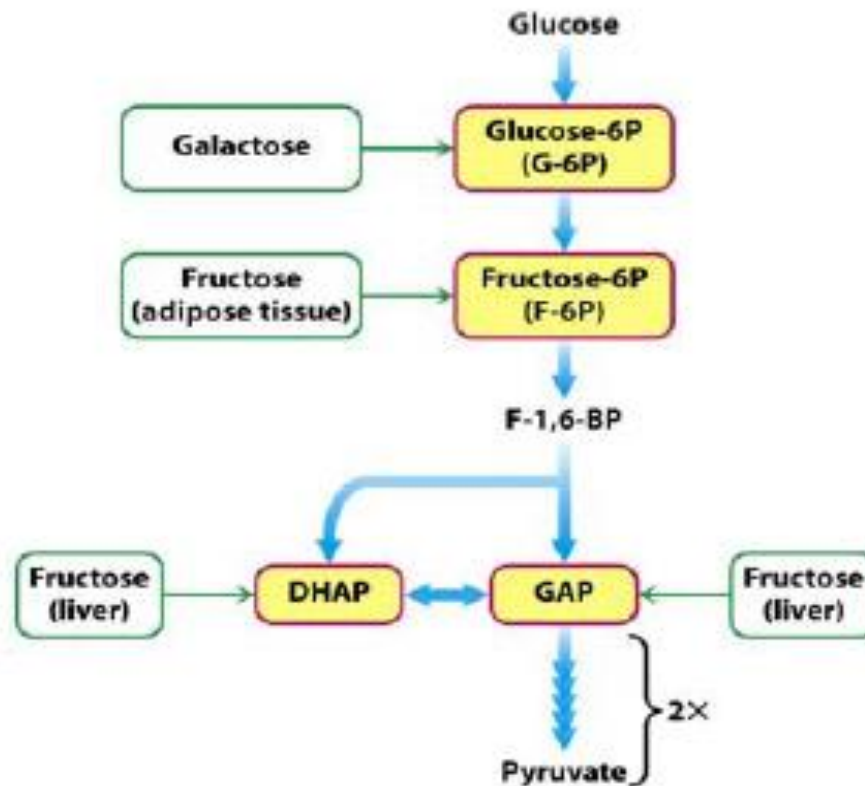 Glucose
Galactose
Glucose-6P
(G-6P)
Fructose
(adipose tissue)
Fructose-6P
(F-6P)
F-1,6-BP
Fructose
(liver)
DHAP
GAP
Fructose
(liver)
2×
Pyruvate